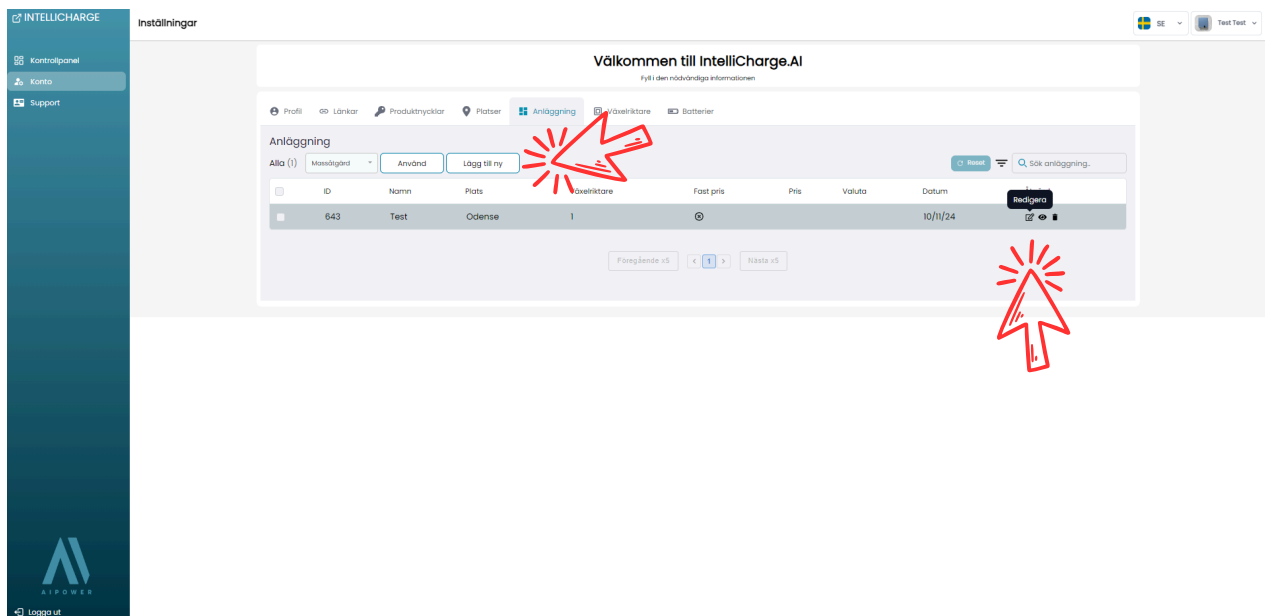 INTELLICHARGE
Inställningar
SE
Test Test
Kontrollpanel
Konto
Support
Välkommen till IntelliCharge.AI
Fyll i den nödvändiga informationen
Profil Länkar Produktnycklar Platser Anläggning Växelriktare Batterier
Anläggning
Alla (1) Massåtgärd Använd Lägg till ny Reset Sök anläggning..
ID Namn Plats Växelriktare Fast pris Pris Valuta Datum
Redigera
643 Test Odense 1 10/11/24
Föregående x5 < 1 > Nästa x5
AIPOWER
Logga ut